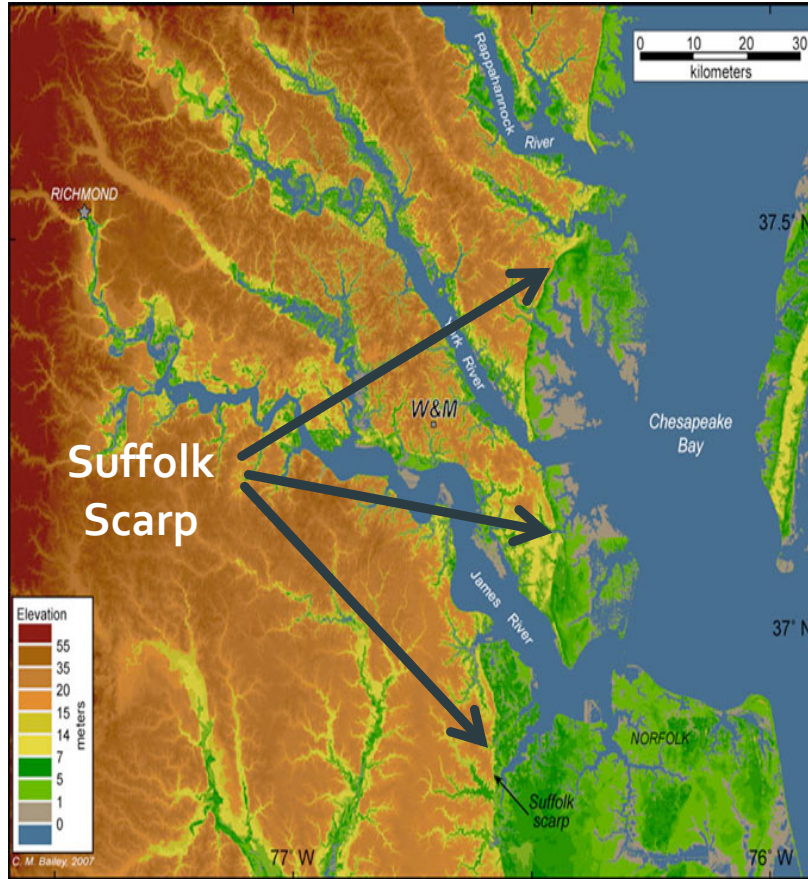 0 10 20 30
kilometers
Rappahannock
River
RICHMOND
37.5° N
York River
W&M
Chesapeake
Bay
Suffolk
Scarp
James River
Elevation
55
35
20
15
14
7
5
1
0
meters
37° N
NORFOLK
Suffolk
scarp
C. M. Bailey, 2007
77° W
76° W